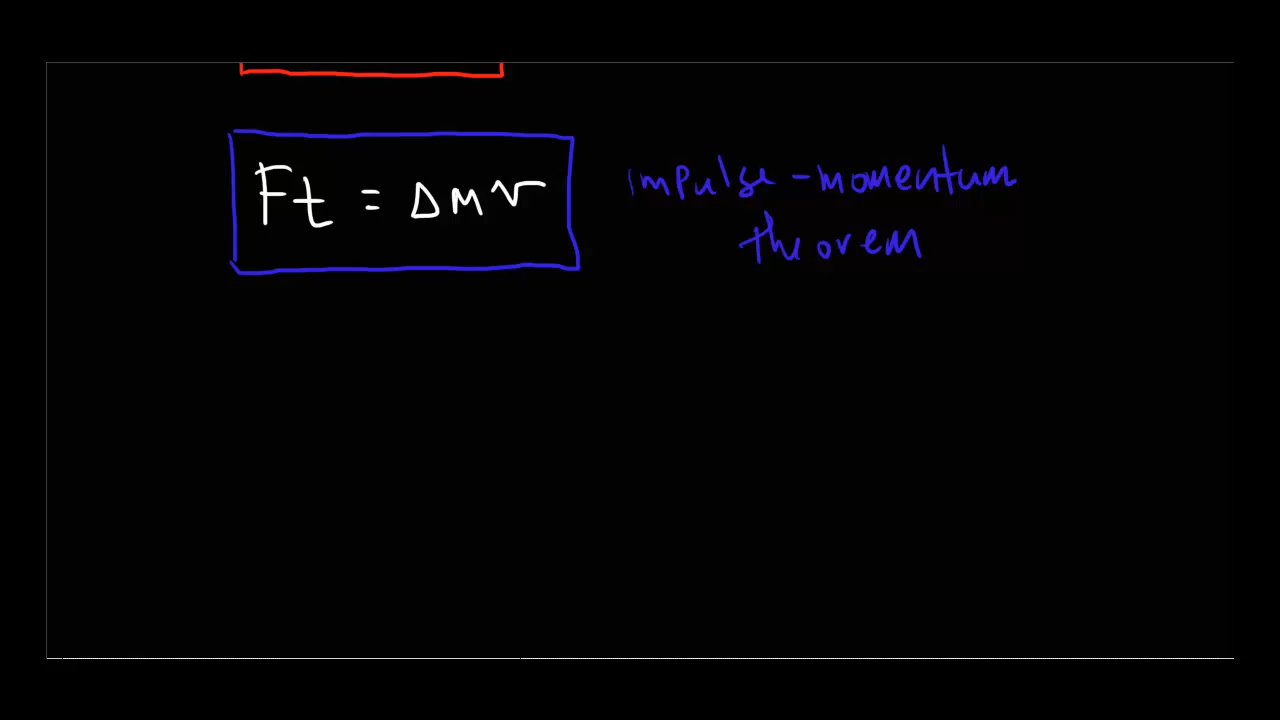 Ft = Δmv
impulse-momentum
theorem